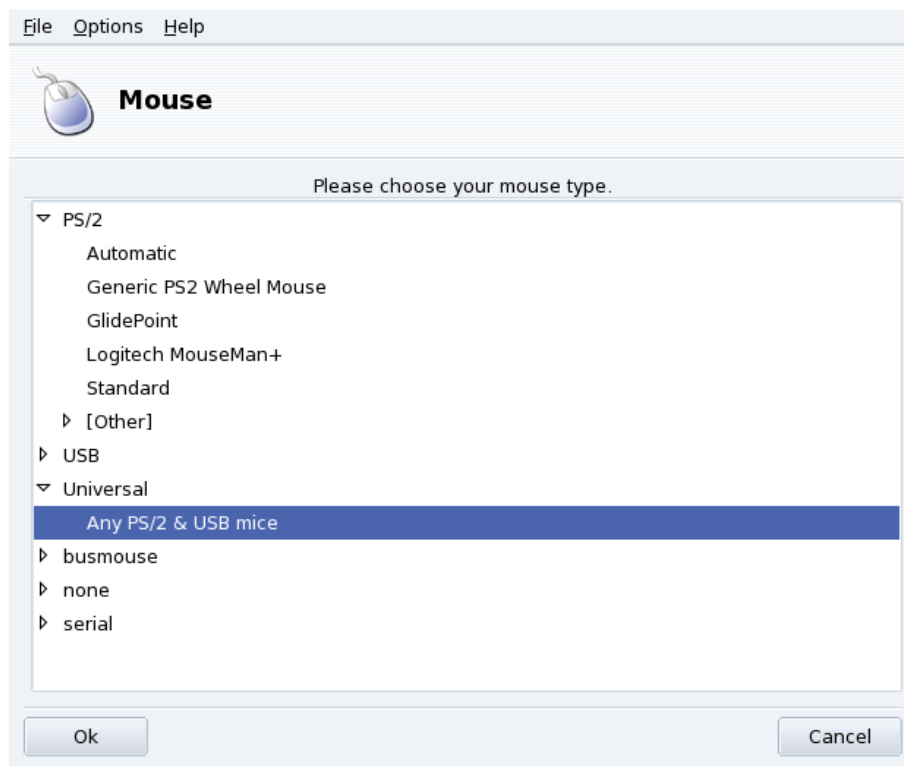 File Options Help
Mouse
Please choose your mouse type.
PS/2
Automatic
Generic PS2 Wheel Mouse
GlidePoint
Logitech MouseMan+
Standard
[Other]
USB
Universal
Any PS/2 & USB mice
busmouse
none
serial
Ok Cancel